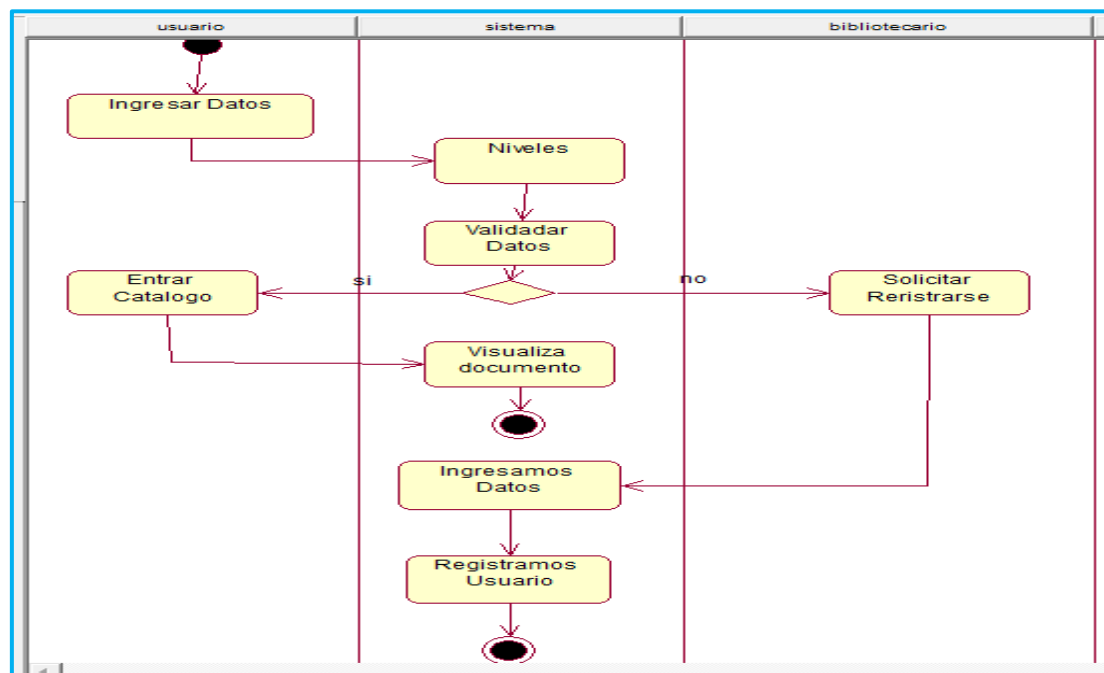 usuario
sistema
bibliotecario
Ingresar Datos
Niveles
Validadar
Datos
Entrar
Catalogo
si
no
Solicitar
Reristrarse
Visualiza
documento
Ingresamos
Datos
Registramos
Usuario